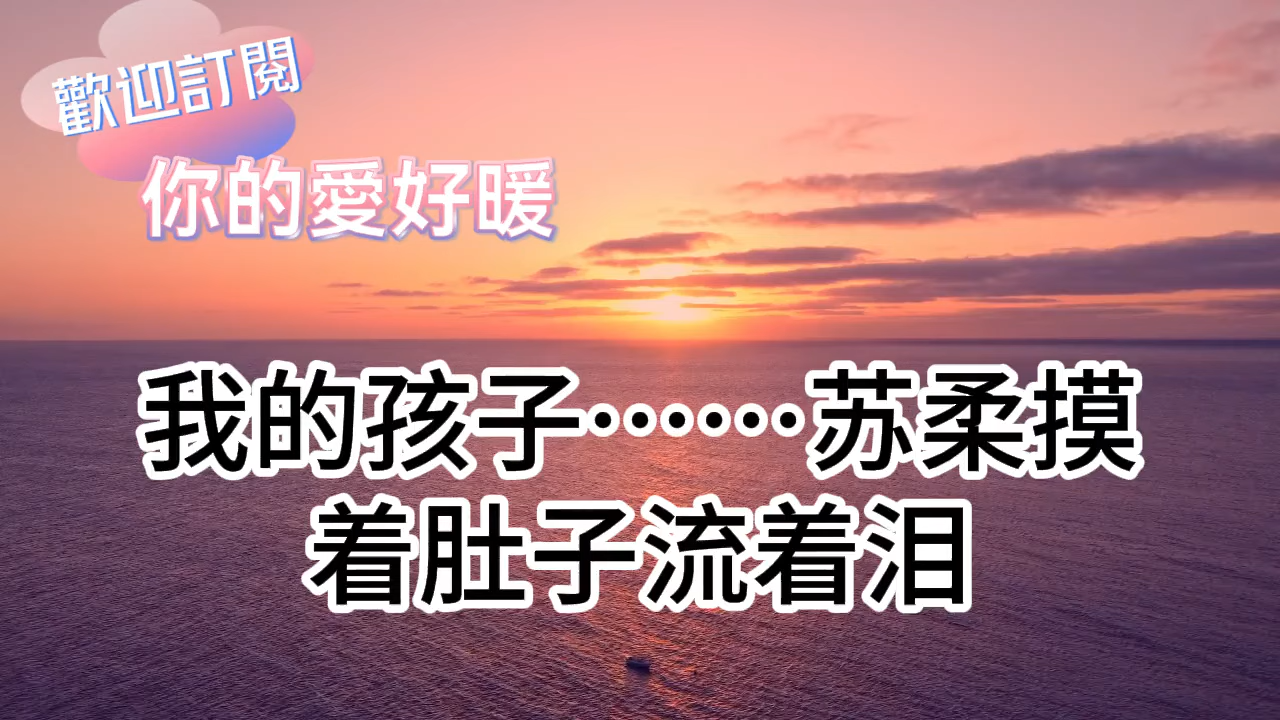 歡迎訂閱
你的愛好暖
我的孩子……苏柔摸
着肚子流着泪